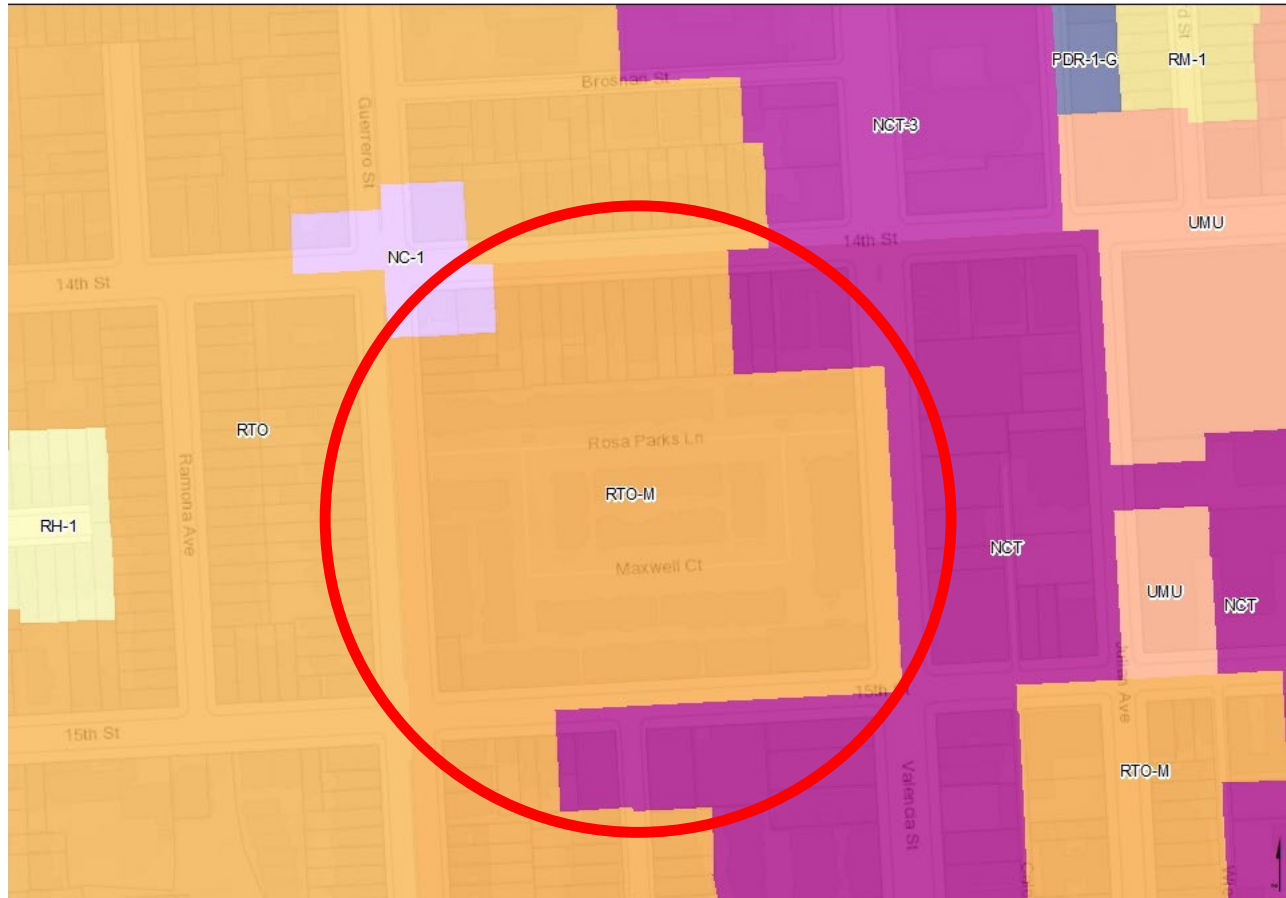 PDR-1-G
RM-1
Brosnan St
Guerrero St
NCT-3
UMU
14th St
NC-1
14th St
Rosa Parks Ln
RTO
RTO-M
Ramona Ave
RH-1
NCT
Maxwell Ct
UMU
NCT
15th St
Julian Ave
15th St
Valencia St
RTO-M